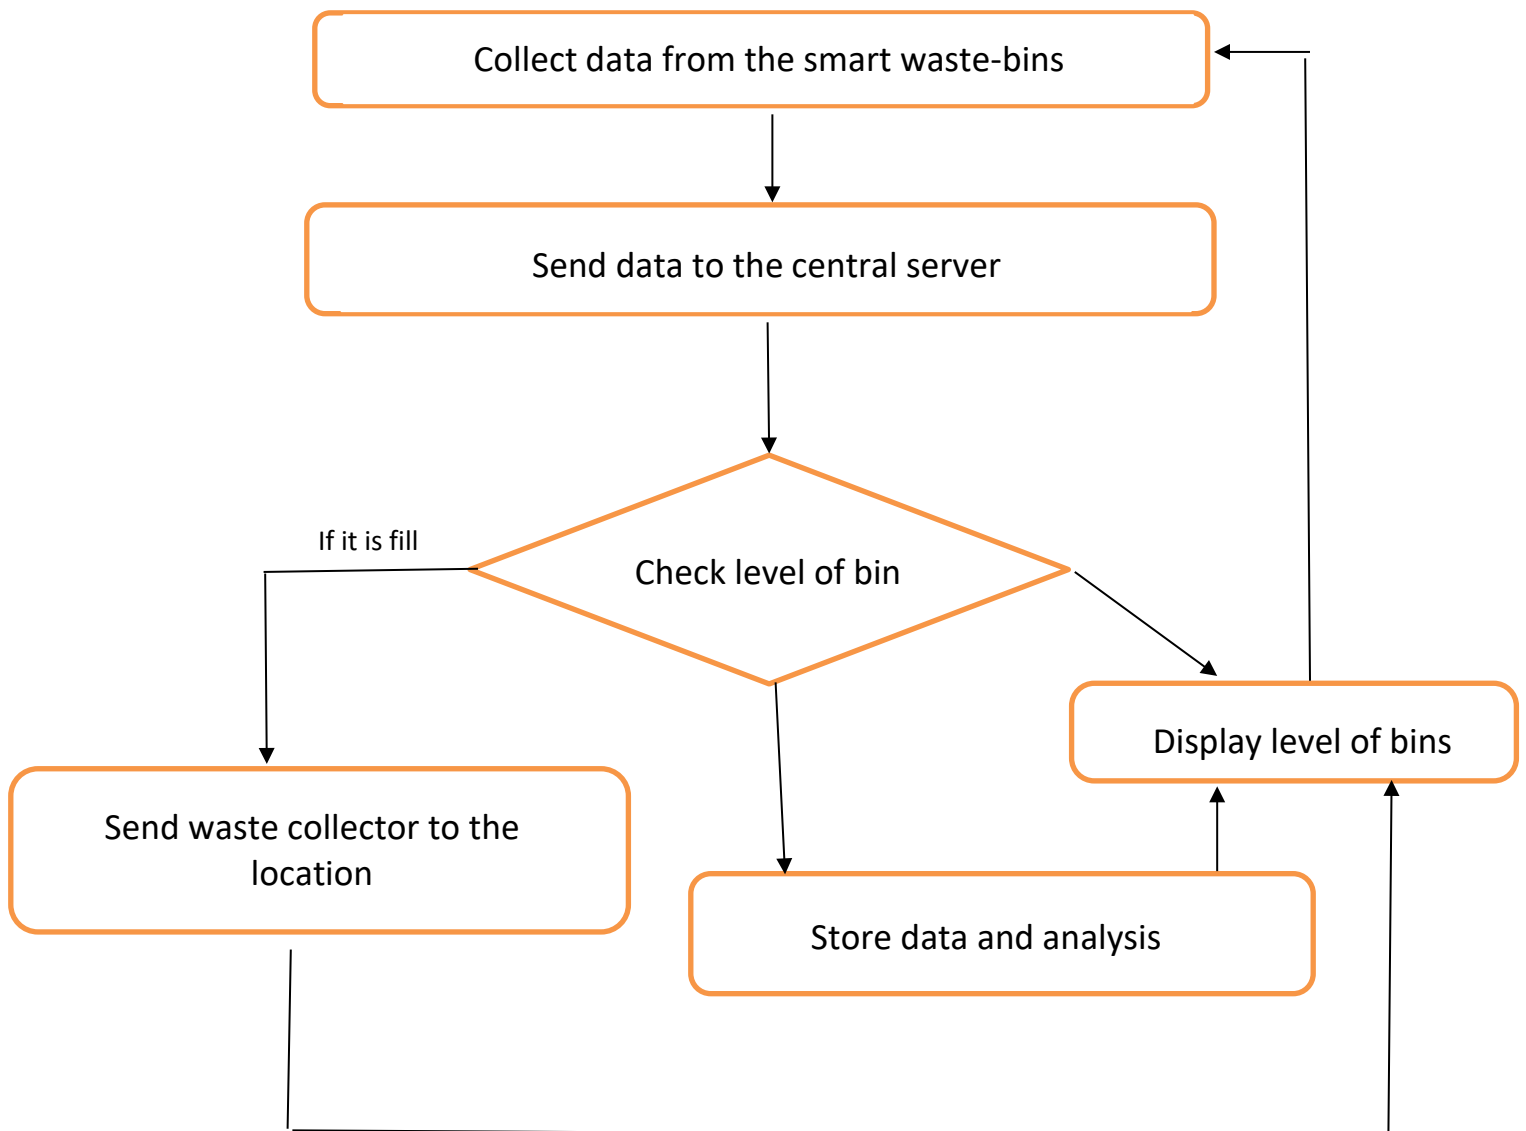 Collect data from the smart waste-bins
Send data to the central server
If it is fill
Check level of bin
Display level of bins
Send waste collector to the
location
Store data and analysis